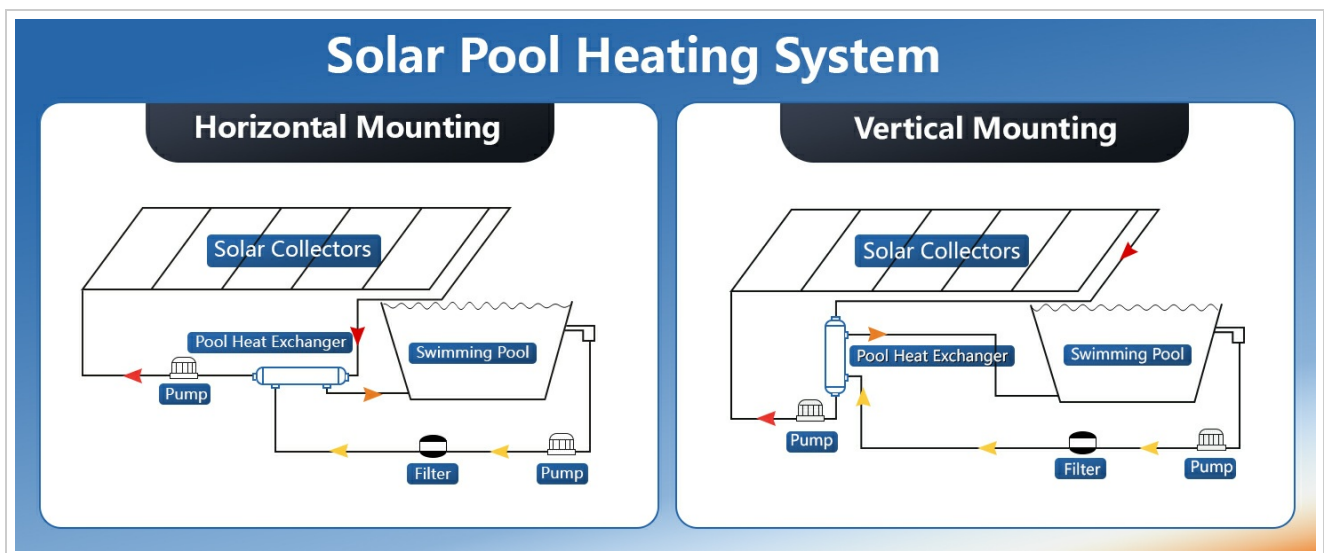 Solar Pool Heating System
Horizontal Mounting
Solar Collectors
Pool Heat Exchanger
Swimming Pool
Pump
Filter
Pump
Vertical Mounting
Solar Collectors
Pool Heat Exchanger
Swimming Pool
Pump
Filter
Pump